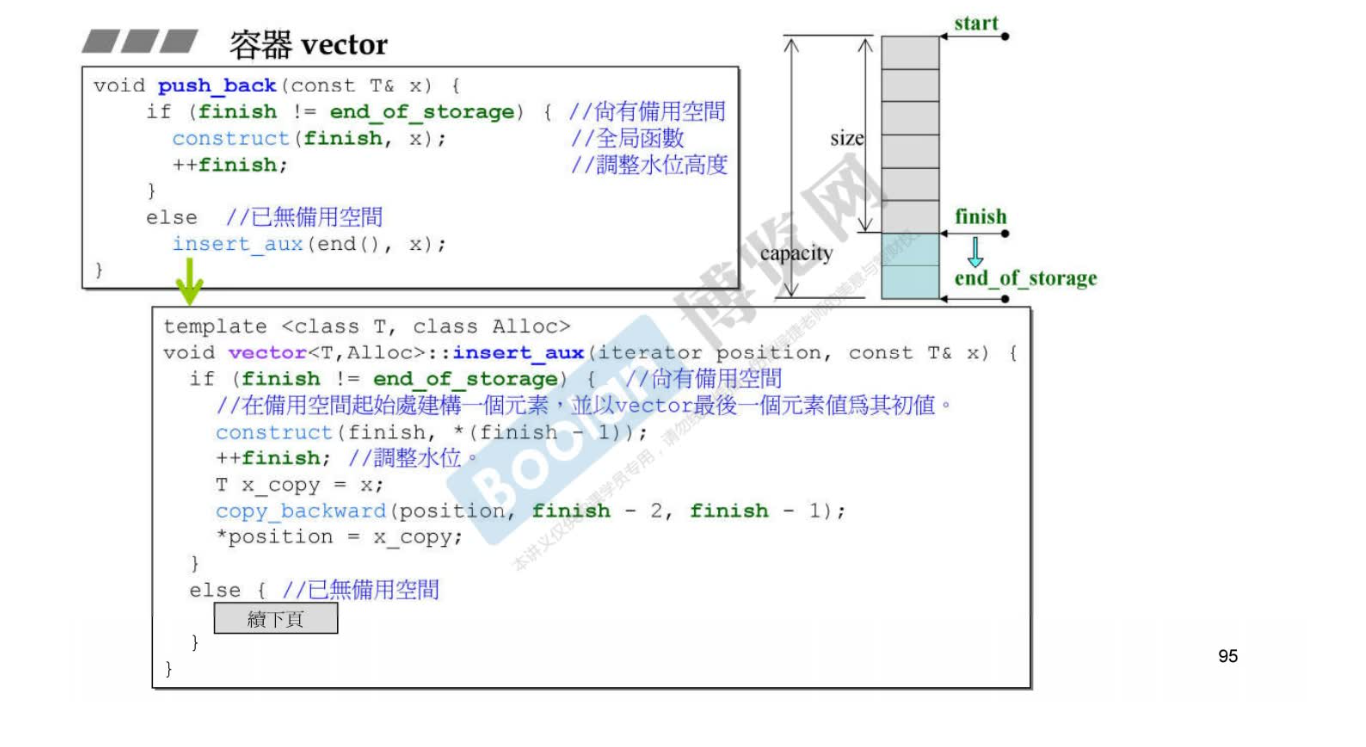 容器 vector
void push_back(const T& x) {
if (finish != end_of_storage) { //尚有備用空間
construct(finish, x); //全局函數
++finish; //調整水位高度
}
else //已無備用空間
insert_aux(end(), x);
}
start
size
finish
capacity
end_of_storage
template <class T, class Alloc>
void vector<T,Alloc>::insert_aux(iterator position, const T& x) {
if (finish != end_of_storage) { //尚有備用空間
//在備用空間起始處建構一個元素，並以vector最後一個元素值爲其初值。
construct(finish, *(finish - 1));
++finish; //調整水位。
T x_copy = x;
copy_backward(position, finish - 2, finish - 1);
*position = x_copy;
}
else { //已無備用空間
續下頁
}
}
Boolan 博览网
95